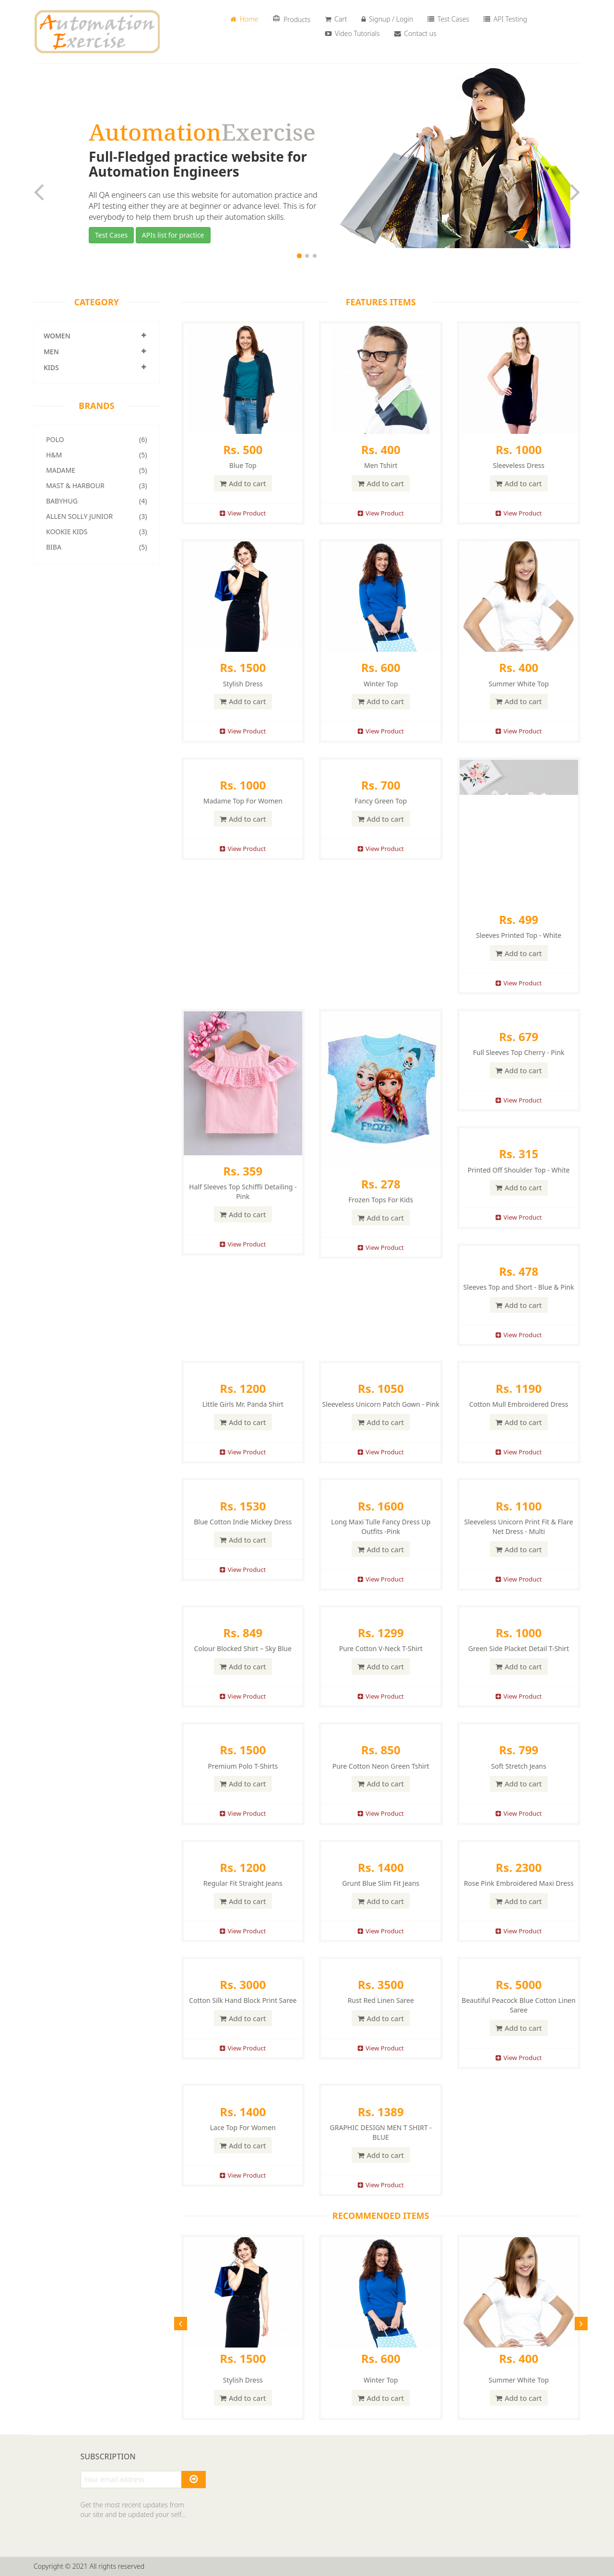 Automation
Exercise
Home
Products
Cart
Signup / Login
Test Cases
API Testing
Video Tutorials
Contact us
AutomationExercise
Full-Fledged practice website for
Automation Engineers
All QA engineers can use this website for automation practice and
API testing either they are at beginner or advance level. This is for
everybody to help them brush up their automation skills.
Test Cases
APIs list for practice
CATEGORY
WOMEN
MEN
KIDS
BRANDS
POLO (6)
H&M (5)
MADAME (5)
MAST & HARBOUR (3)
BABYHUG (4)
ALLEN SOLLY JUNIOR (3)
KOOKIE KIDS (3)
BIBA (5)
FEATURES ITEMS
Rs. 500
Blue Top
Add to cart
View Product
Rs. 400
Men Tshirt
Add to cart
View Product
Rs. 1000
Sleeveless Dress
Add to cart
View Product
Rs. 1500
Stylish Dress
Add to cart
View Product
Rs. 600
Winter Top
Add to cart
View Product
Rs. 400
Summer White Top
Add to cart
View Product
Rs. 1000
Madame Top For Women
Add to cart
View Product
Rs. 700
Fancy Green Top
Add to cart
View Product
Rs. 499
Sleeves Printed Top - White
Add to cart
View Product
Rs. 359
Half Sleeves Top Schiffli Detailing -
Pink
Add to cart
View Product
FROZEN
Rs. 278
Frozen Tops For Kids
Add to cart
View Product
Rs. 679
Full Sleeves Top Cherry - Pink
Add to cart
View Product
Rs. 315
Printed Off Shoulder Top - White
Add to cart
View Product
Rs. 478
Sleeves Top and Short - Blue & Pink
Add to cart
View Product
Rs. 1200
Little Girls Mr. Panda Shirt
Add to cart
View Product
Rs. 1050
Sleeveless Unicorn Patch Gown - Pink
Add to cart
View Product
Rs. 1190
Cotton Mull Embroidered Dress
Add to cart
View Product
Rs. 1530
Blue Cotton Indie Mickey Dress
Add to cart
View Product
Rs. 1600
Long Maxi Tulle Fancy Dress Up
Outfits -Pink
Add to cart
View Product
Rs. 1100
Sleeveless Unicorn Print Fit & Flare
Net Dress - Multi
Add to cart
View Product
Rs. 849
Colour Blocked Shirt – Sky Blue
Add to cart
View Product
Rs. 1299
Pure Cotton V-Neck T-Shirt
Add to cart
View Product
Rs. 1000
Green Side Placket Detail T-Shirt
Add to cart
View Product
Rs. 1500
Premium Polo T-Shirts
Add to cart
View Product
Rs. 850
Pure Cotton Neon Green Tshirt
Add to cart
View Product
Rs. 799
Soft Stretch Jeans
Add to cart
View Product
Rs. 1200
Regular Fit Straight Jeans
Add to cart
View Product
Rs. 1400
Grunt Blue Slim Fit Jeans
Add to cart
View Product
Rs. 2300
Rose Pink Embroidered Maxi Dress
Add to cart
View Product
Rs. 3000
Cotton Silk Hand Block Print Saree
Add to cart
View Product
Rs. 3500
Rust Red Linen Saree
Add to cart
View Product
Rs. 5000
Beautiful Peacock Blue Cotton Linen
Saree
Add to cart
View Product
Rs. 1400
Lace Top For Women
Add to cart
View Product
Rs. 1389
GRAPHIC DESIGN MEN T SHIRT -
BLUE
Add to cart
View Product
RECOMMENDED ITEMS
Rs. 1500
Stylish Dress
Add to cart
Rs. 600
Winter Top
Add to cart
Rs. 400
Summer White Top
Add to cart
SUBSCRIPTION
Your email address
Get the most recent updates from
our site and be updated your self...
Copyright © 2021 All rights reserved